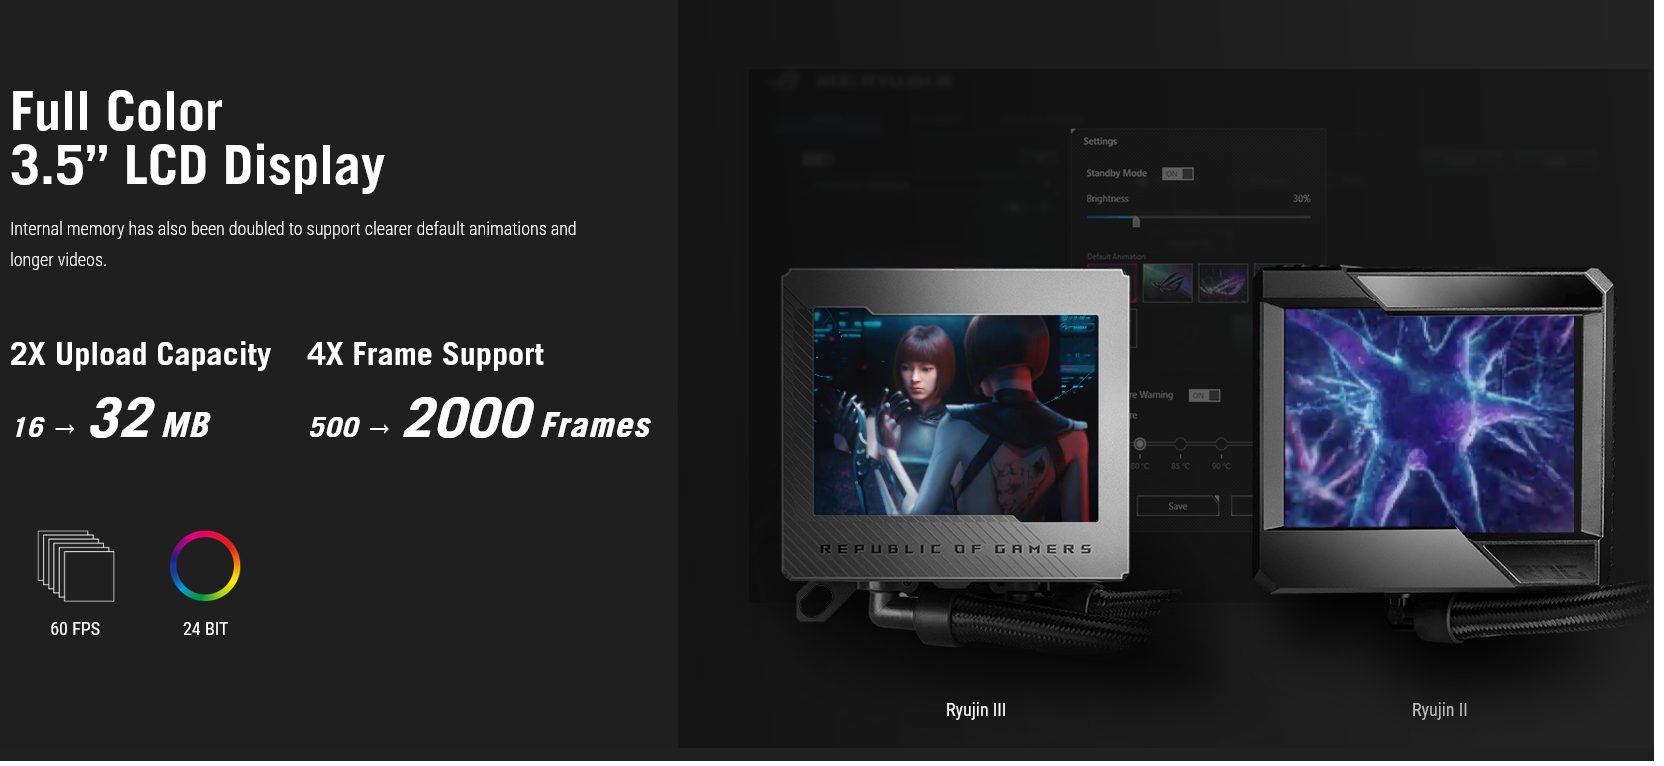 Full Color
3.5” LCD Display
Internal memory has also been doubled to support clearer default animations and
longer videos.
2X Upload Capacity
16 → 32 MB
4X Frame Support
500 → 2000 Frames
60 FPS
24 BIT
Settings
Standby Mode ON
Brightness 30%
Default Animation
Warning ON
80 °C 85 °C 90 °C
Save
REPUBLIC OF GAMERS
Ryujin III
Ryujin II